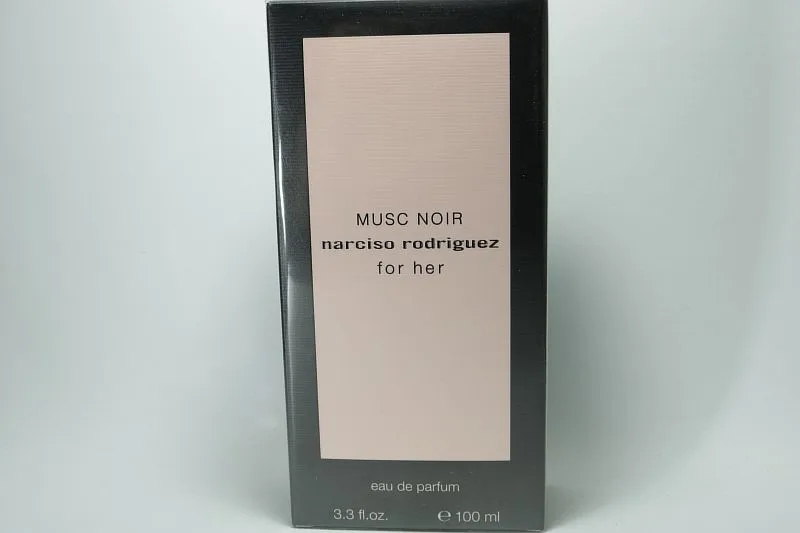 MUSC NOIR
narciso rodriguez
for her
eau de parfum
3.3 fl.oz. ℮ 100 ml